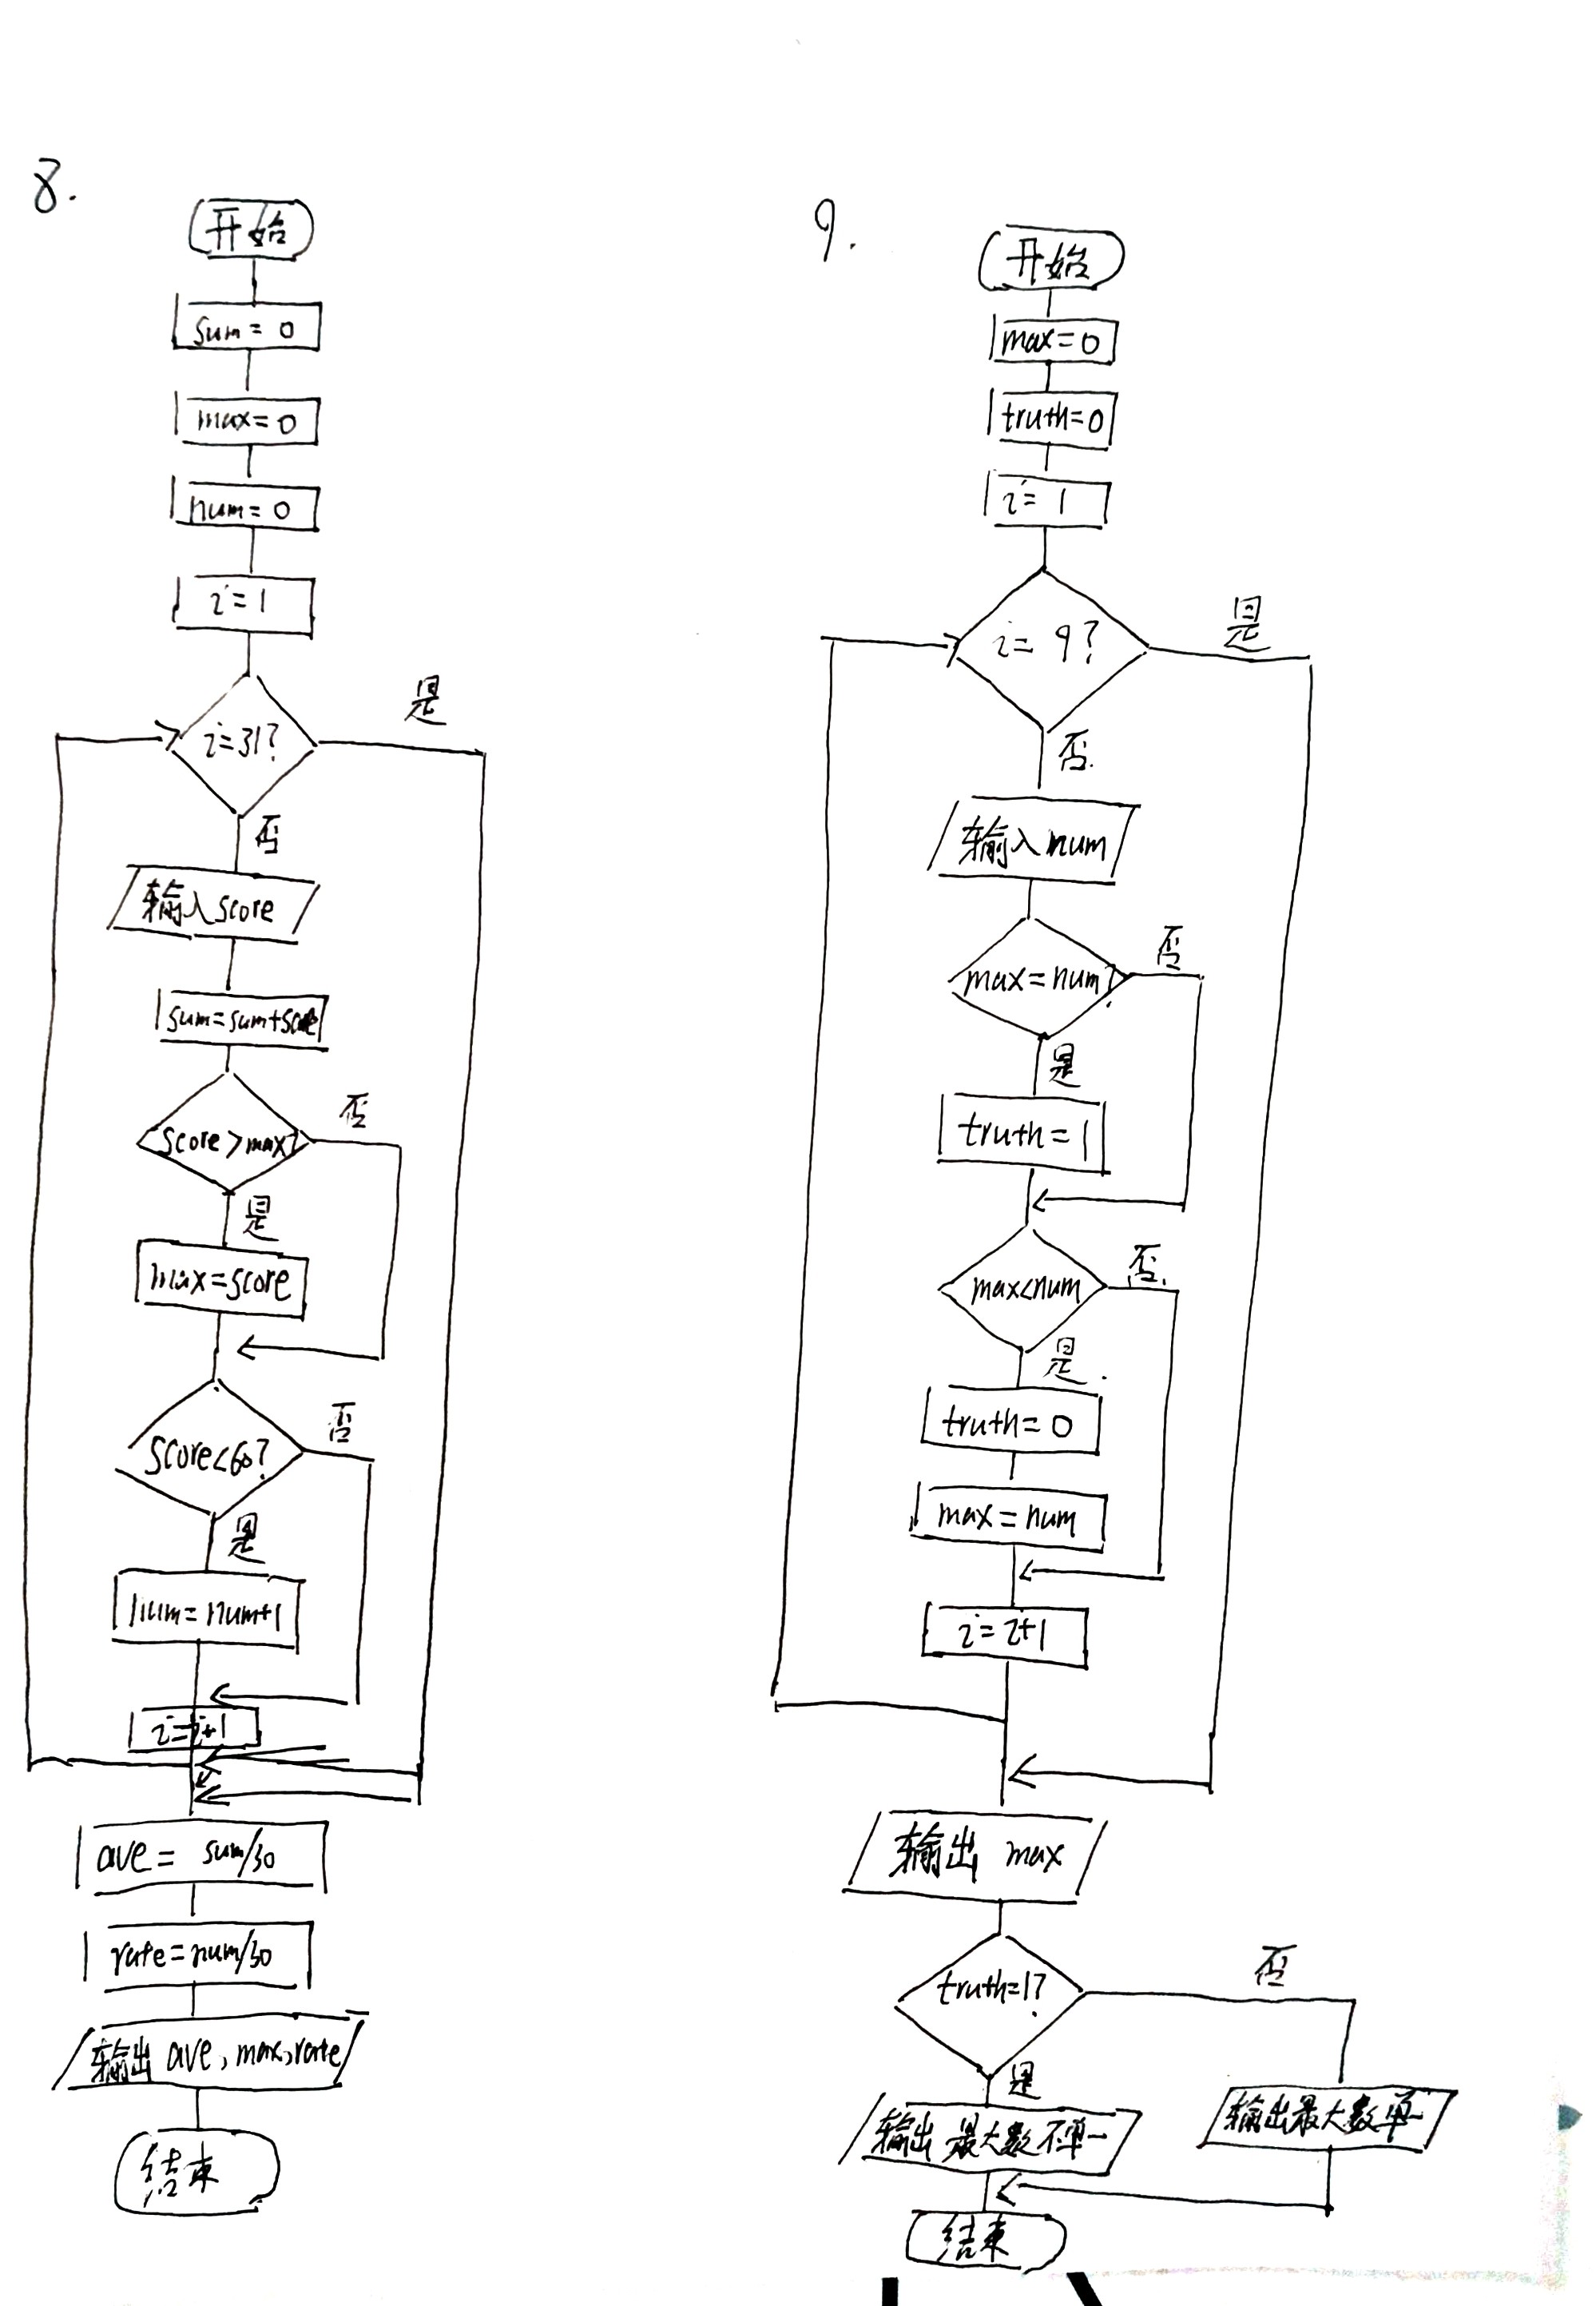 8.
开始
sum = 0
max = 0
num = 0
i = 1
i = 31?
是
否
输入score
sum = sum + score
score > max?
否
是
max = score
score < 60?
否
是
num = num+1
i = i+1
ave = sum/30
rate = num/30
输出 ave, max, rate
结束
9.
开始
max = 0
truth = 0
i = 1
i = 9?
是
否.
输入num
max = num?
否
是
truth = 1
max < num
否.
是.
truth = 0
max = num
i = i+1
输出 max
truth = 1?
否
是
输出 最大数不单一
输出最大数单一
结束